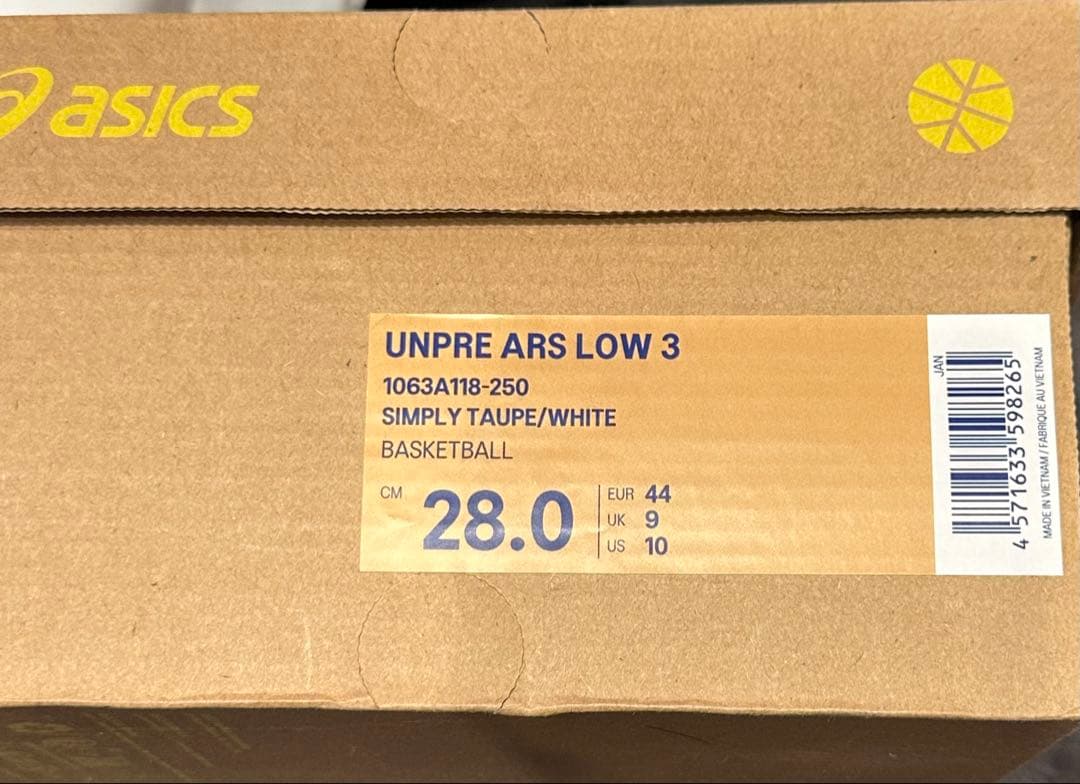 asics
UNPRE ARS LOW 3
1063A118-250
SIMPLY TAUPE/WHITE
BASKETBALL
CM 28.0
EUR 44
UK 9
US 10
JAN
4 571633 598265
MADE IN VIETNAM / FABRIQUE AU VIETNAM